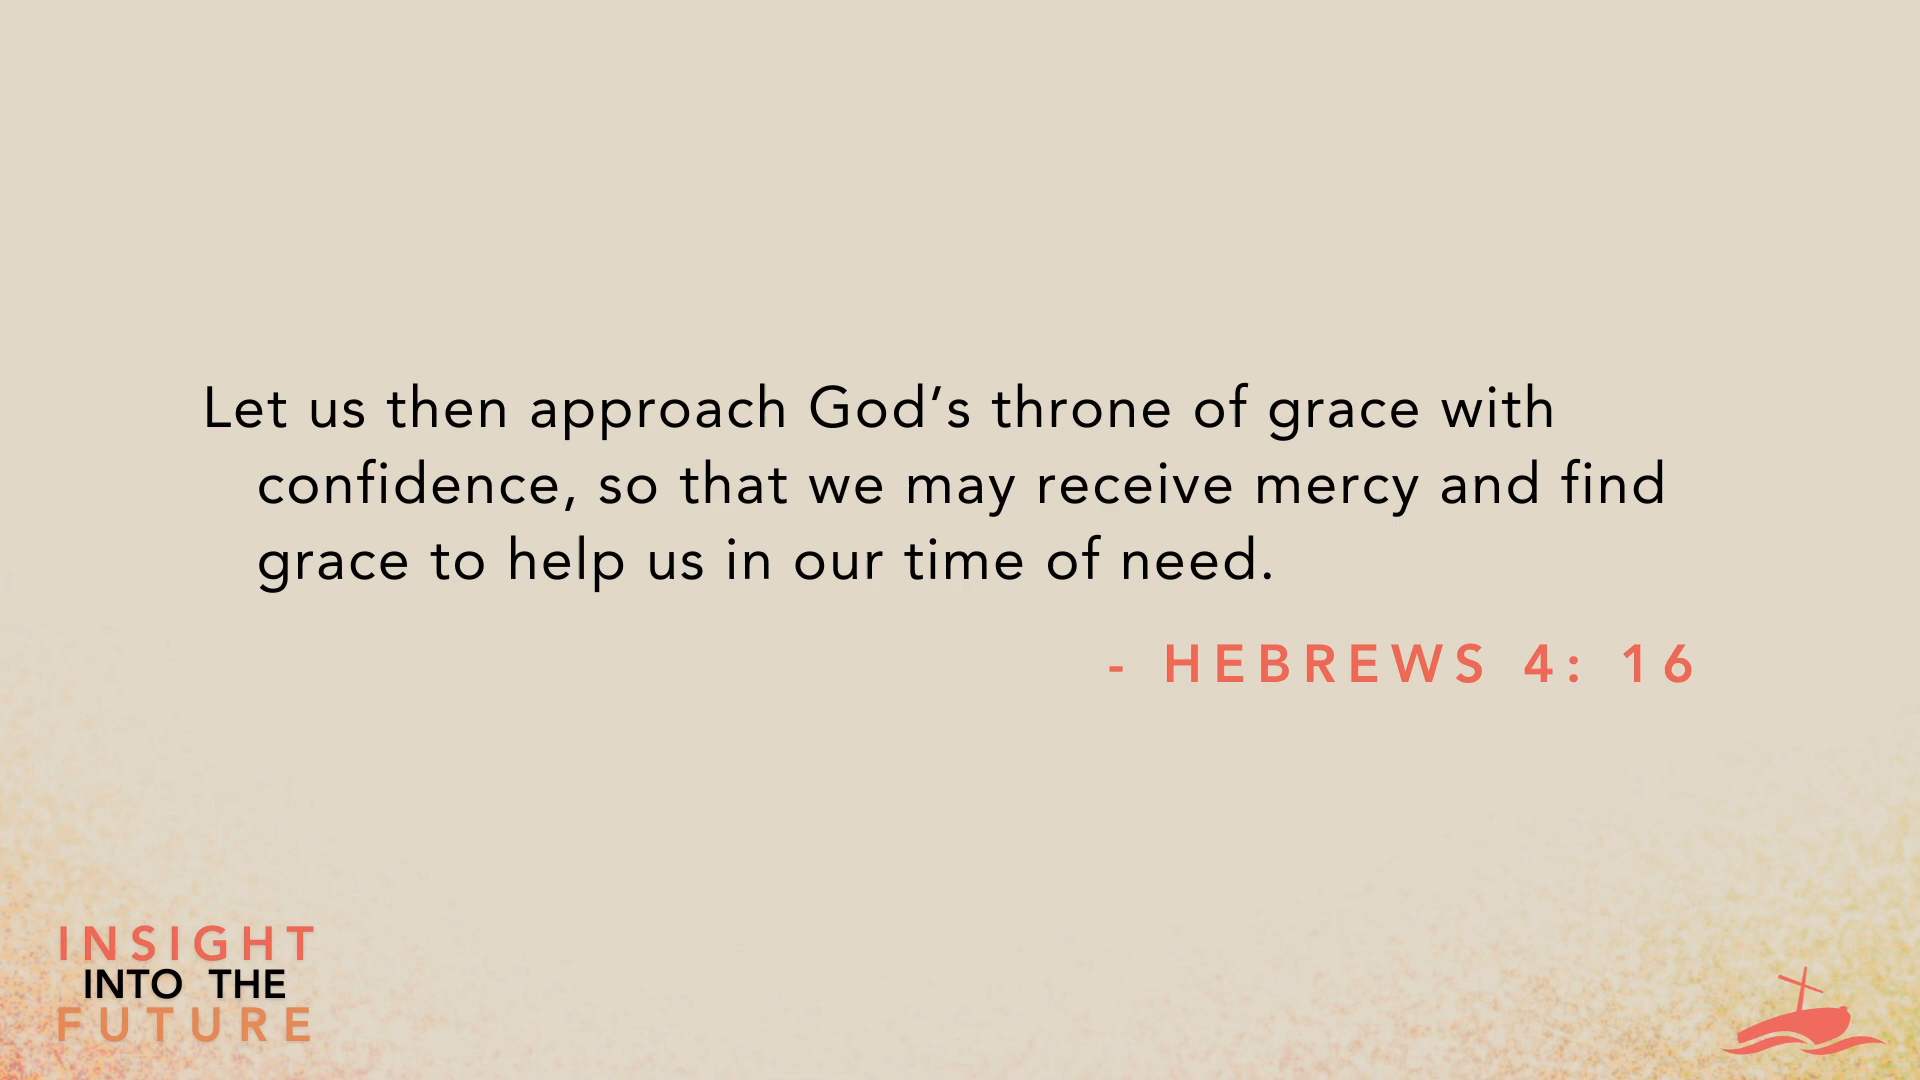 Let us then approach God’s throne of grace with
confidence, so that we may receive mercy and find
grace to help us in our time of need.
- HEBREWS 4: 16
INSIGHT
INTO THE
FUTURE